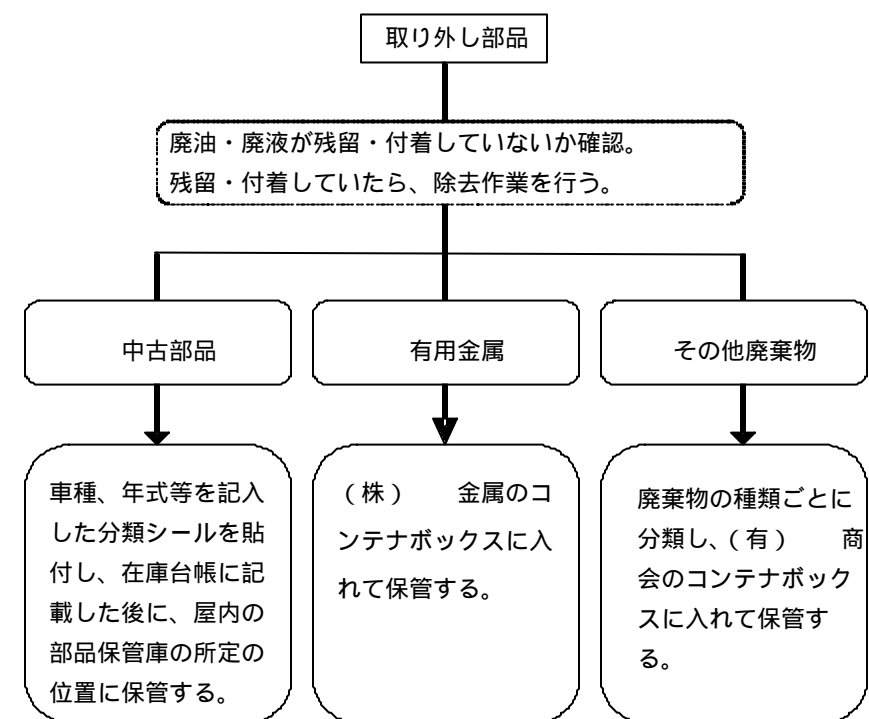 取り外し部品
廃油・廃液が残留・付着していないか確認。
残留・付着していたら、除去作業を行う。
中古部品
有用金属
その他廃棄物
車種、年式等を記入
した分類シールを貼
付し、在庫台帳に記
載した後に、屋内の
部品保管庫の所定の
位置に保管する。
(株)　　金属のコ
ンテナボックスに入
れて保管する。
廃棄物の種類ごとに
分類し、(有)　　商
会のコンテナボック
スに入れて保管す
る。